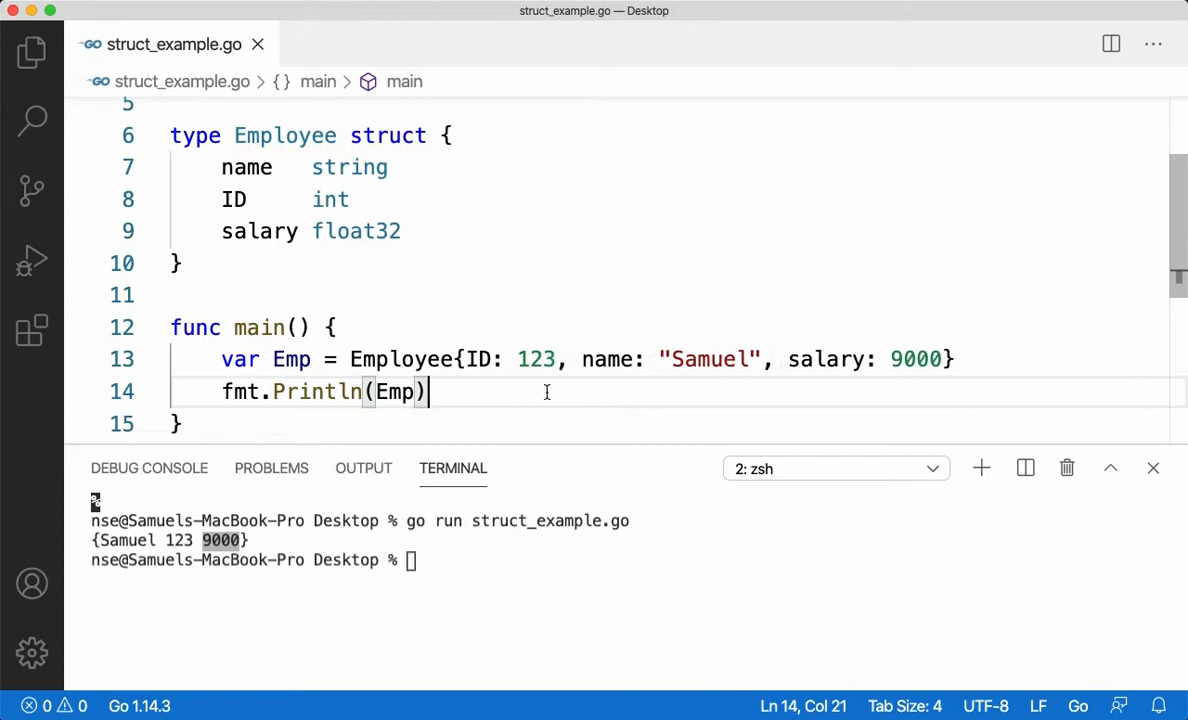 struct_example.go — Desktop
GO struct_example.go
GO struct_example.go > {} main > main
5
6 type Employee struct {
7 name string
8 ID int
9 salary float32
10 }
11
12 func main() {
13 var Emp = Employee{ID: 123, name: "Samuel", salary: 9000}
14 fmt.Println(Emp)
15 }
DEBUG CONSOLE PROBLEMS OUTPUT TERMINAL 2: zsh
%
nse@Samuels-MacBook-Pro Desktop % go run struct_example.go
{Samuel 123 9000}
nse@Samuels-MacBook-Pro Desktop %
0 0 Go 1.14.3 Ln 14, Col 21 Tab Size: 4 UTF-8 LF Go